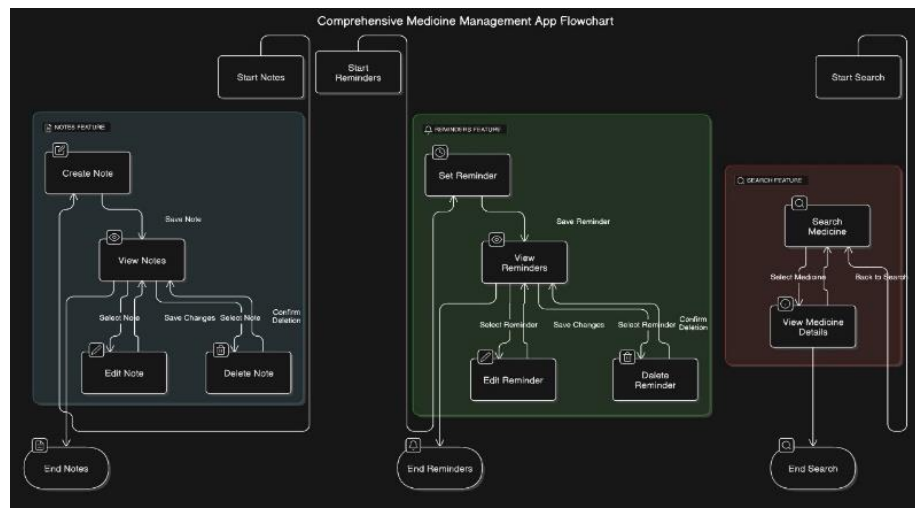 Comprehensive Medicine Management App Flowchart
Start Notes
Start
Reminders
Start Search
NOTES FEATURE
Create Note
Save Note
View Notes
Select Note
Save Changes
Select Note
Confirm
Deletion
Edit Note
Delete Note
End Notes
REMINDERS FEATURE
Set Reminder
Save Reminder
View
Reminders
Select Reminder
Save Changes
Select Reminder
Confirm
Deletion
Edit Reminder
Delete
Reminder
End Reminders
SEARCH FEATURE
Search
Medicine
Select Medicine
Back to Search
View Medicine
Details
End Search